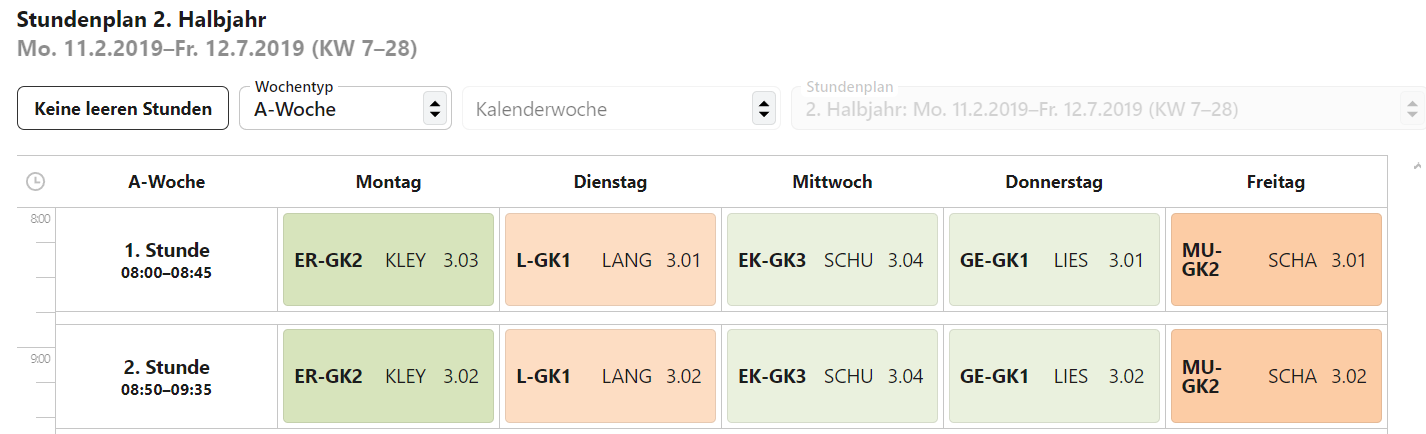 Stundenplan 2. Halbjahr
Mo. 11.2.2019–Fr. 12.7.2019 (KW 7–28)
Keine leeren Stunden
Wochentyp
A-Woche
Kalenderwoche
Stundenplan
2. Halbjahr: Mo. 11.2.2019–Fr. 12.7.2019 (KW 7–28)
A-Woche Montag Dienstag Mittwoch Donnerstag Freitag
8:00
1. Stunde
08:00–08:45
ER-GK2 KLEY 3.03
L-GK1 LANG 3.01
EK-GK3 SCHU 3.04
GE-GK1 LIES 3.01
MU-
GK2 SCHA 3.01
9:00
2. Stunde
08:50–09:35
ER-GK2 KLEY 3.02
L-GK1 LANG 3.02
EK-GK3 SCHU 3.04
GE-GK1 LIES 3.02
MU-
GK2 SCHA 3.02